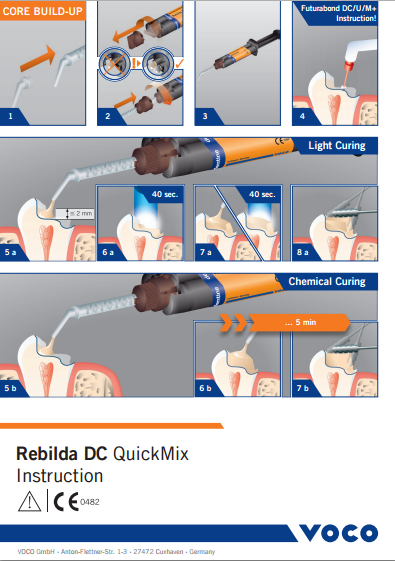 CORE BUILD-UP
Futurabond DC/U/M+
Instruction!
1
2
3
4
Light Curing
≤ 2 mm
40 sec.
40 sec.
5 a
6 a
7 a
8 a
Chemical Curing
... 5 min
5 b
6 b
7 b
Rebilda DC QuickMix
Instruction
CE 0482
VOCO
VOCO GmbH • Anton-Flettner-Str. 1-3 • 27472 Cuxhaven • Germany